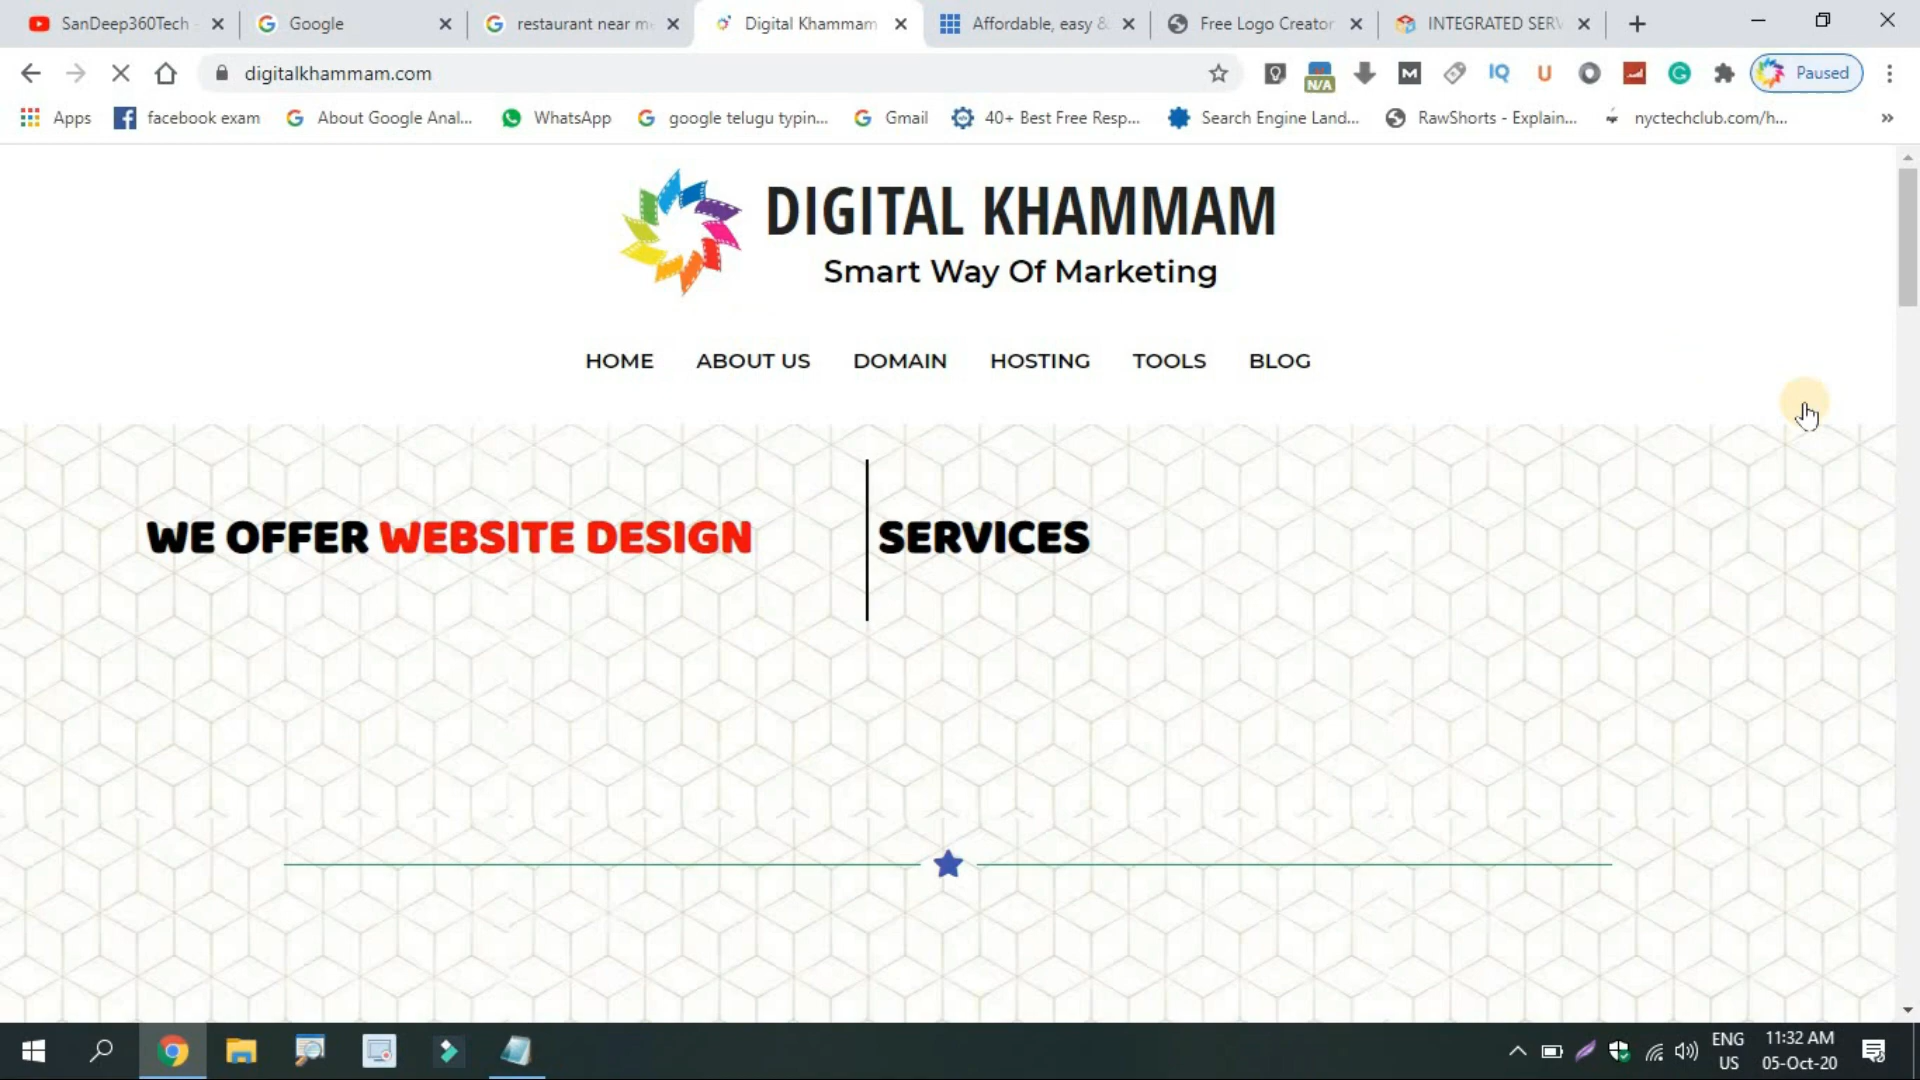 SanDeep360Tech -
Google
restaurant near m
Digital Khammam
Affordable, easy &
Free Logo Creator
INTEGRATED SERV
digitalkhammam.com
N/A
M
IQ
U
G
Paused
Apps
facebook exam
About Google Anal...
WhatsApp
google telugu typin...
Gmail
40+ Best Free Resp...
Search Engine Land...
RawShorts - Explain...
nyctechclub.com/h...
»
DIGITAL KHAMMAM
Smart Way Of Marketing
HOME ABOUT US DOMAIN HOSTING TOOLS BLOG
WE OFFER WEBSITE DESIGN SERVICES
ENG
US
11:32 AM
05-Oct-20